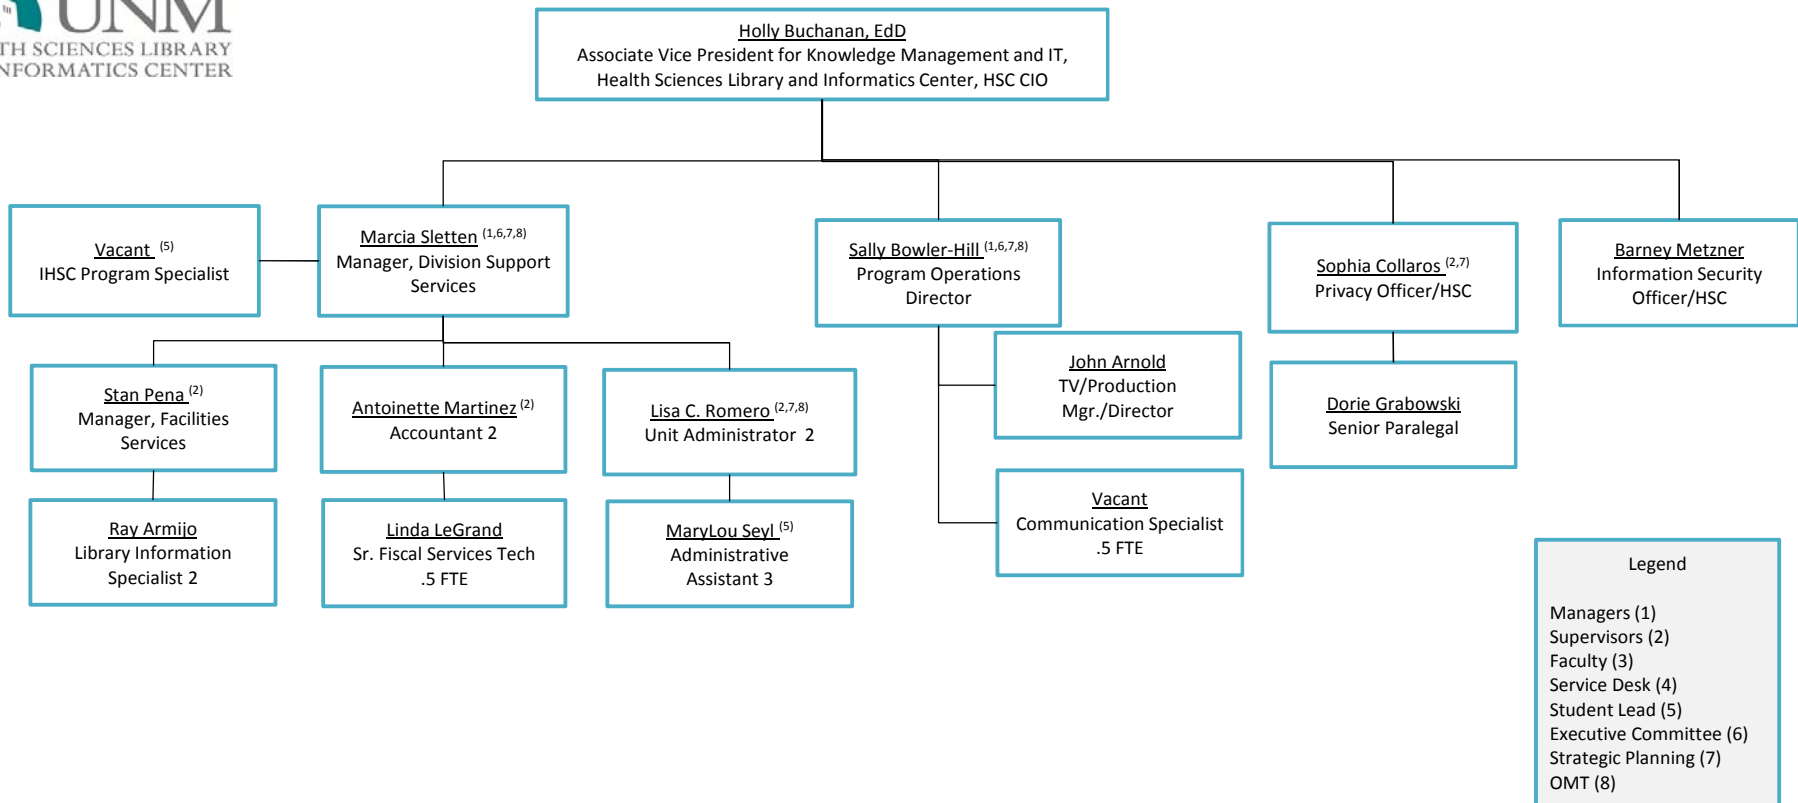 UNM
TH SCIENCES LIBRARY
NFORMATICS CENTER
Holly Buchanan, EdD
Associate Vice President for Knowledge Management and IT,
Health Sciences Library and Informatics Center, HSC CIO
Vacant (5)
IHSC Program Specialist
Marcia Sletten (1,6,7,8)
Manager, Division Support
Services
Sally Bowler-Hill (1,6,7,8)
Program Operations
Director
Sophia Collaros (2,7)
Privacy Officer/HSC
Barney Metzner
Information Security
Officer/HSC
Stan Pena (2)
Manager, Facilities
Services
Antoinette Martinez (2)
Accountant 2
Lisa C. Romero (2,7,8)
Unit Administrator 2
John Arnold
TV/Production
Mgr./Director
Dorie Grabowski
Senior Paralegal
Ray Armijo
Library Information
Specialist 2
Linda LeGrand
Sr. Fiscal Services Tech
.5 FTE
MaryLou Seyl (5)
Administrative
Assistant 3
Vacant
Communication Specialist
.5 FTE
Legend
Managers (1)
Supervisors (2)
Faculty (3)
Service Desk (4)
Student Lead (5)
Executive Committee (6)
Strategic Planning (7)
OMT (8)